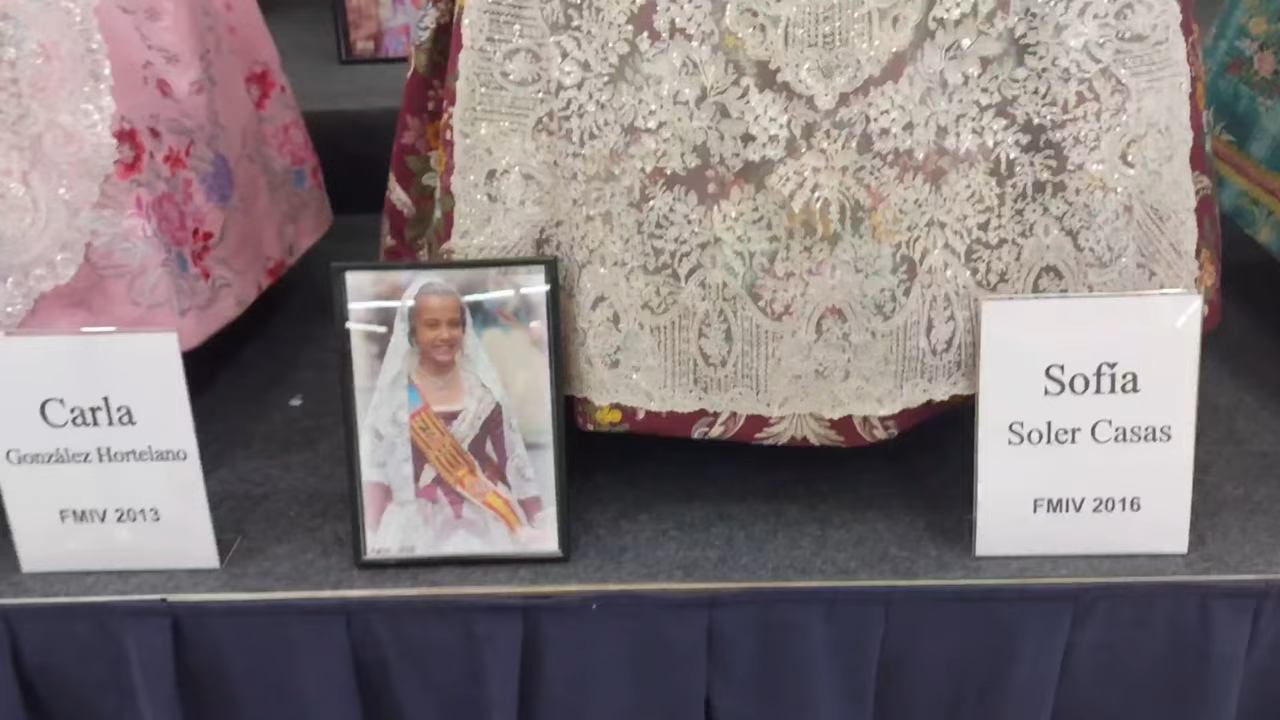 Carla
González Hortelano
FMIV 2013
Sofía
Soler Casas
FMIV 2016